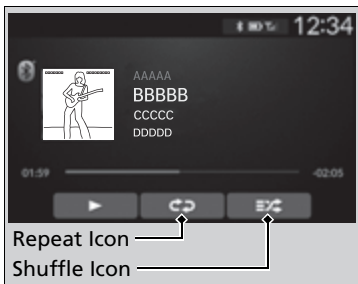 12:34
AAAAA
BBBBB
CCCCC
DDDDD
01:59
-02:05
Repeat Icon
Shuffle Icon